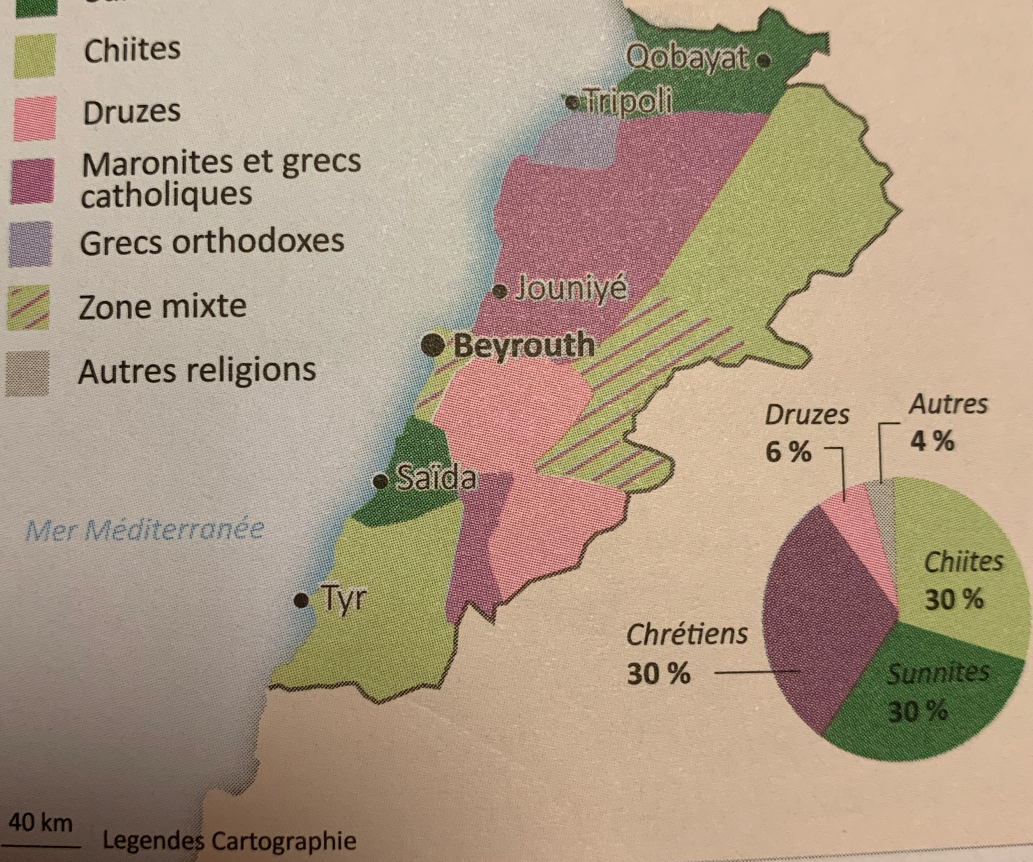 Chiites
Druzes
Maronites et grecs
catholiques
Grecs orthodoxes
Zone mixte
Autres religions
Qobayat
Tripoli
Jouniyé
Beyrouth
Saïda
Tyr
Mer Méditerranée
Druzes
6 %
Autres
4 %
Chiites
30 %
Chrétiens
30 %
Sunnites
30 %
40 km
Legendes Cartographie